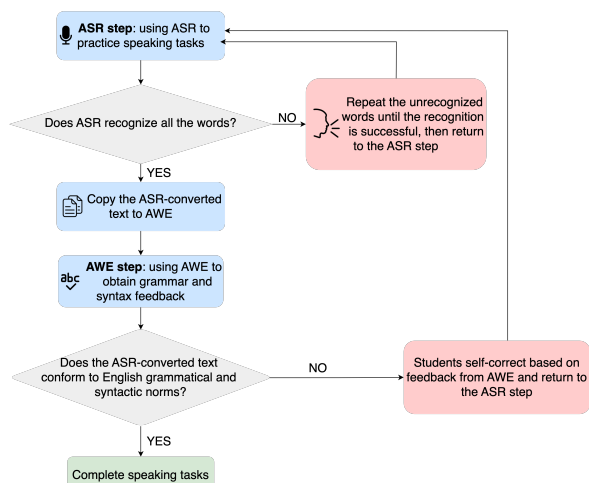 ASR step: using ASR to
practice speaking tasks
Does ASR recognize all the words?
NO
Repeat the unrecognized
words until the recognition
is successful, then return
to the ASR step
YES
Copy the ASR-converted
text to AWE
abc
AWE step: using AWE to
obtain grammar and
syntax feedback
Does the ASR-converted text
conform to English grammatical and
syntactic norms?
NO
Students self-correct based on
feedback from AWE and return to
the ASR step
YES
Complete speaking tasks